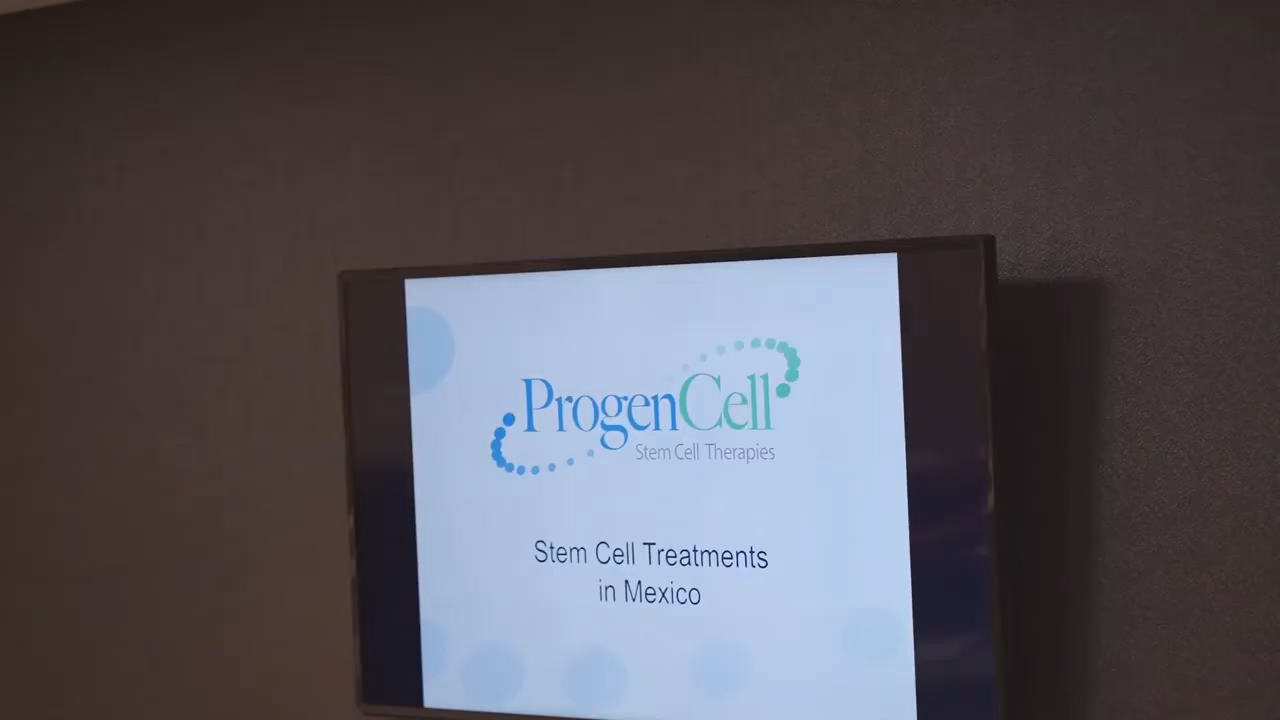 ProgenCell
Stem Cell Therapies
Stem Cell Treatments
in Mexico